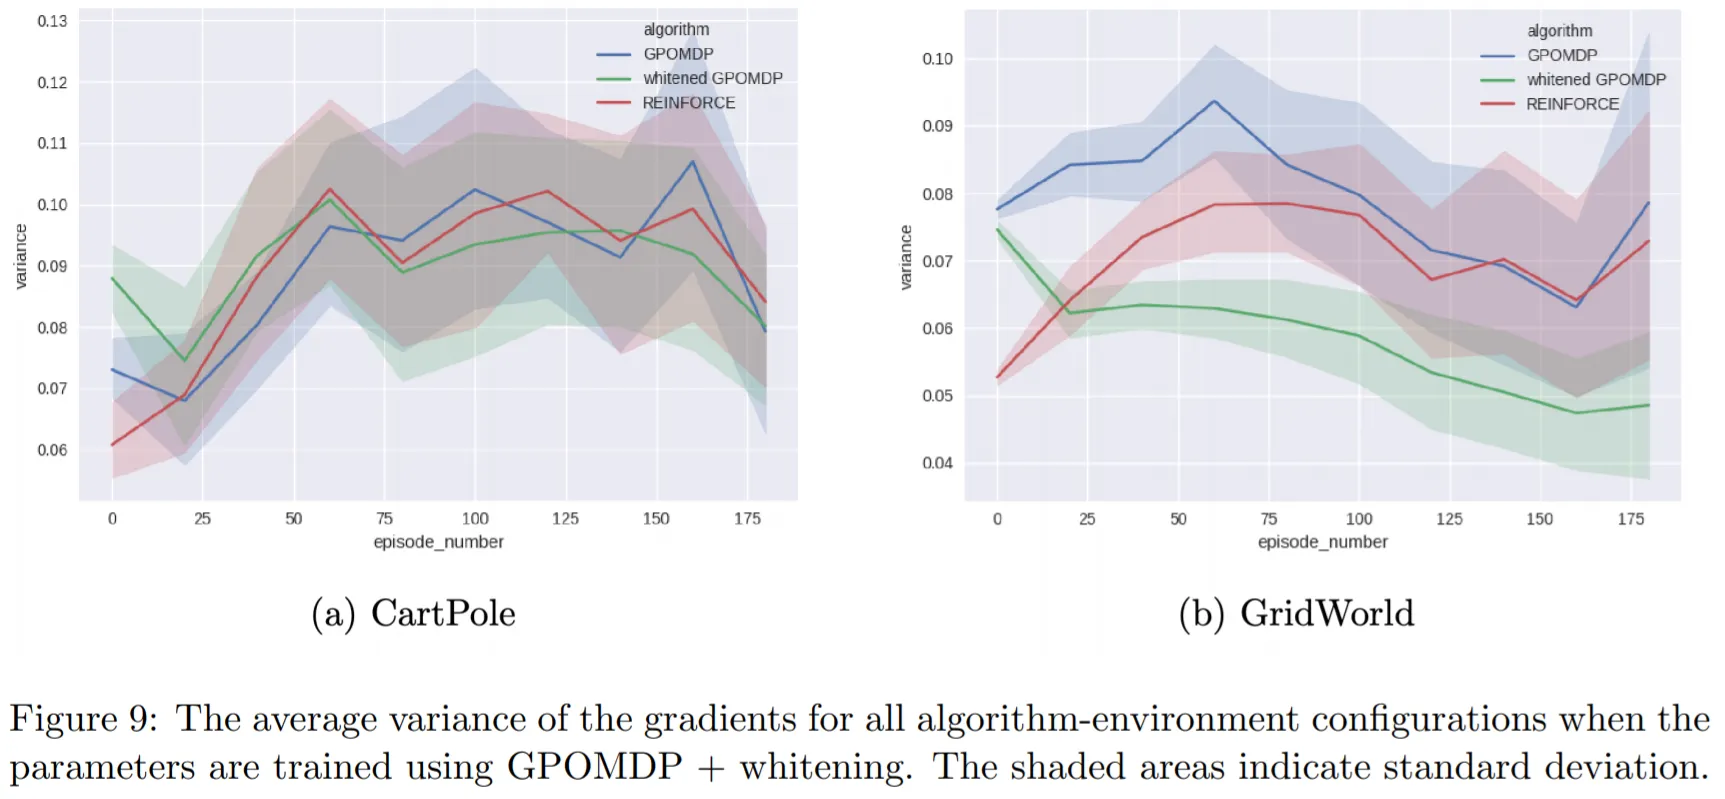 algorithm
GPOMDP
whitened GPOMDP
REINFORCE
0.13
0.12
0.11
0.10
0.09
0.08
0.07
0.06
variance
0 25 50 75 100 125 150 175
episode_number
(a) CartPole
algorithm
GPOMDP
whitened GPOMDP
REINFORCE
0.10
0.09
0.08
0.07
0.06
0.05
0.04
variance
0 25 50 75 100 125 150 175
episode_number
(b) GridWorld
Figure 9: The average variance of the gradients for all algorithm-environment configurations when the
parameters are trained using GPOMDP + whitening. The shaded areas indicate standard deviation.